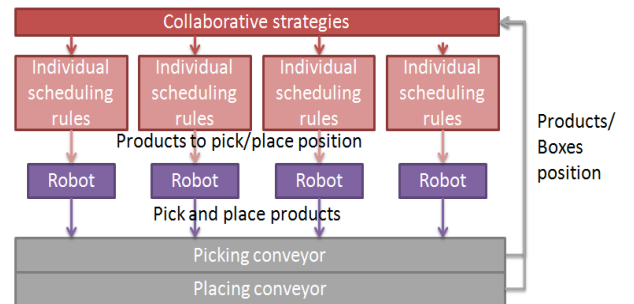 Collaborative strategies
Individual
scheduling
rules
Individual
scheduling
rules
Individual
scheduling
rules
Individual
scheduling
rules
Products to pick/place position
Products/
Boxes
position
Robot
Robot
Robot
Robot
Pick and place products
Picking conveyor
Placing conveyor